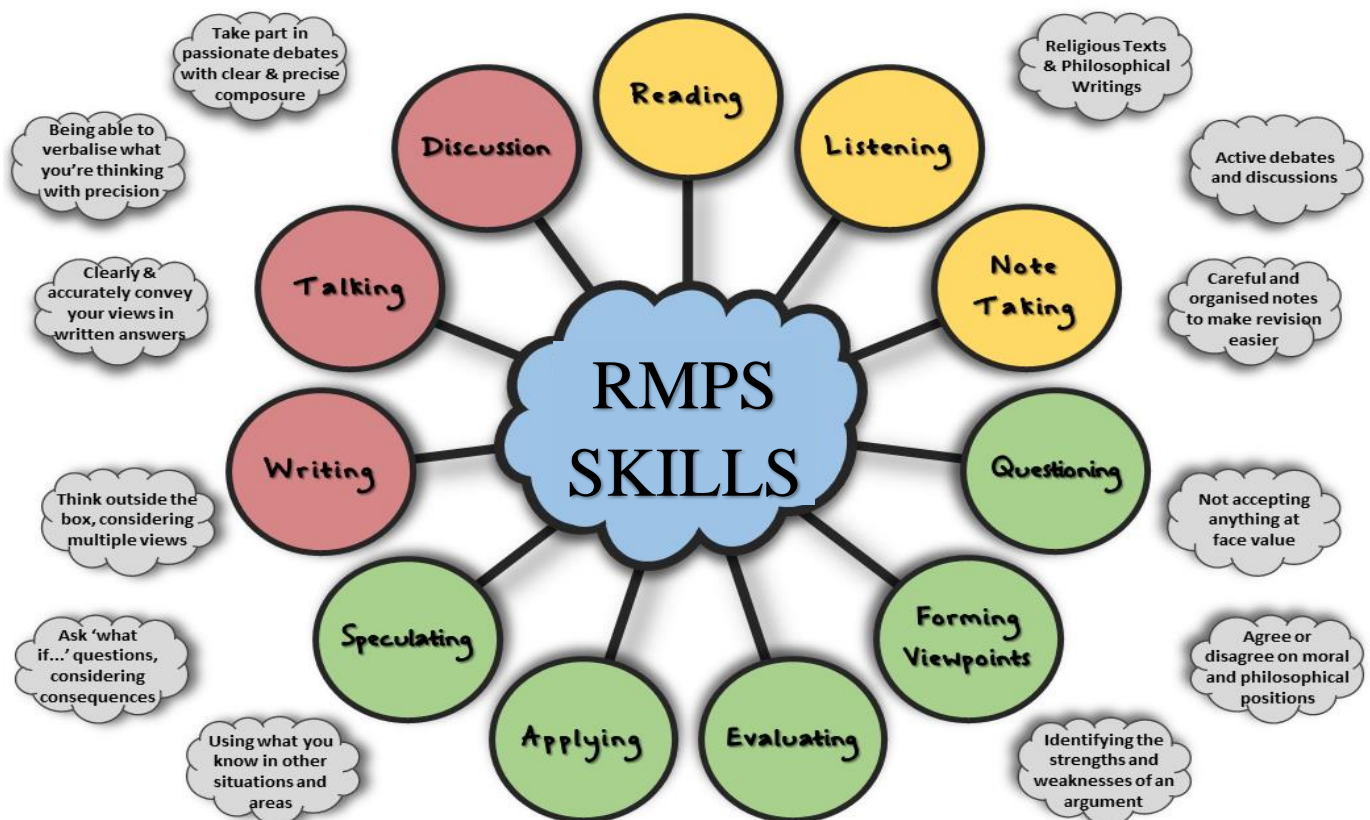 Take part in
passionate debates
with clear & precise
composure
Being able to
verbalise what
you're thinking
with precision
Clearly &
accurately convey
your views in
written answers
Think outside the
box, considering
multiple views
Ask 'what
if...' questions,
considering
consequences
Using what you
know in other
situations and
areas
Discussion
Reading
Listening
Talking
Note
Taking
RMPS
SKILLS
Writing
Questioning
Speculating
Forming
Viewpoints
Applying
Evaluating
Religious Texts
& Philosophical
Writings
Active debates
and discussions
Careful and
organised notes
to make revision
easier
Not accepting
anything at
face value
Agree or
disagree on moral
and philosophical
positions
Identifying the
strengths and
weaknesses of an
argument